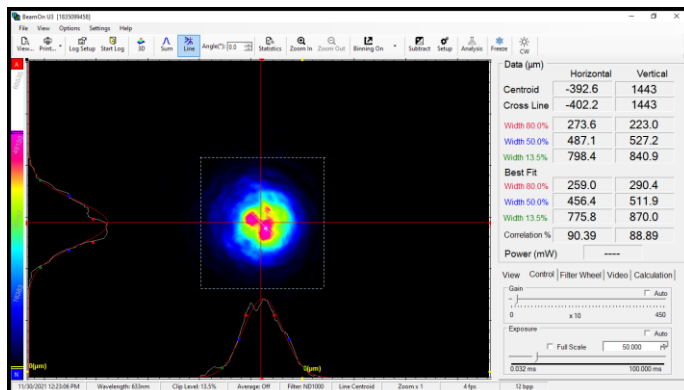 BeamOn U3 [1835099458]
File View Options Settings Help
View... Print... Log Setup Start Log 3D Sum Line Angle(°): 0.0 Statistics Zoom In Zoom Out Binning On Subtract Setup Analysis Freeze CW
A
N
0(µm)
0(µm)
Data (µm)
Horizontal Vertical
Centroid -392.6 1443
Cross Line -402.2 1443
Width 80.0% 273.6 223.0
Width 50.0% 487.1 527.2
Width 13.5% 798.4 840.9
Best Fit
Width 80.0% 259.0 290.4
Width 50.0% 456.4 511.9
Width 13.5% 775.8 870.0
Correlation % 90.39 88.89
Power (mW) ----
View Control Filter Wheel Video Calculation
Gain
Auto
0 x 10 450
Exposure
Auto
Full Scale 50.000
0.032 ms 100.000 ms
11/30/2021 12:23:06 PM Wavelength: 633nm Clip Level: 13.5% Average: Off Filter: ND1000 Line Centroid Zoom x 1 4 fps 12 bpp